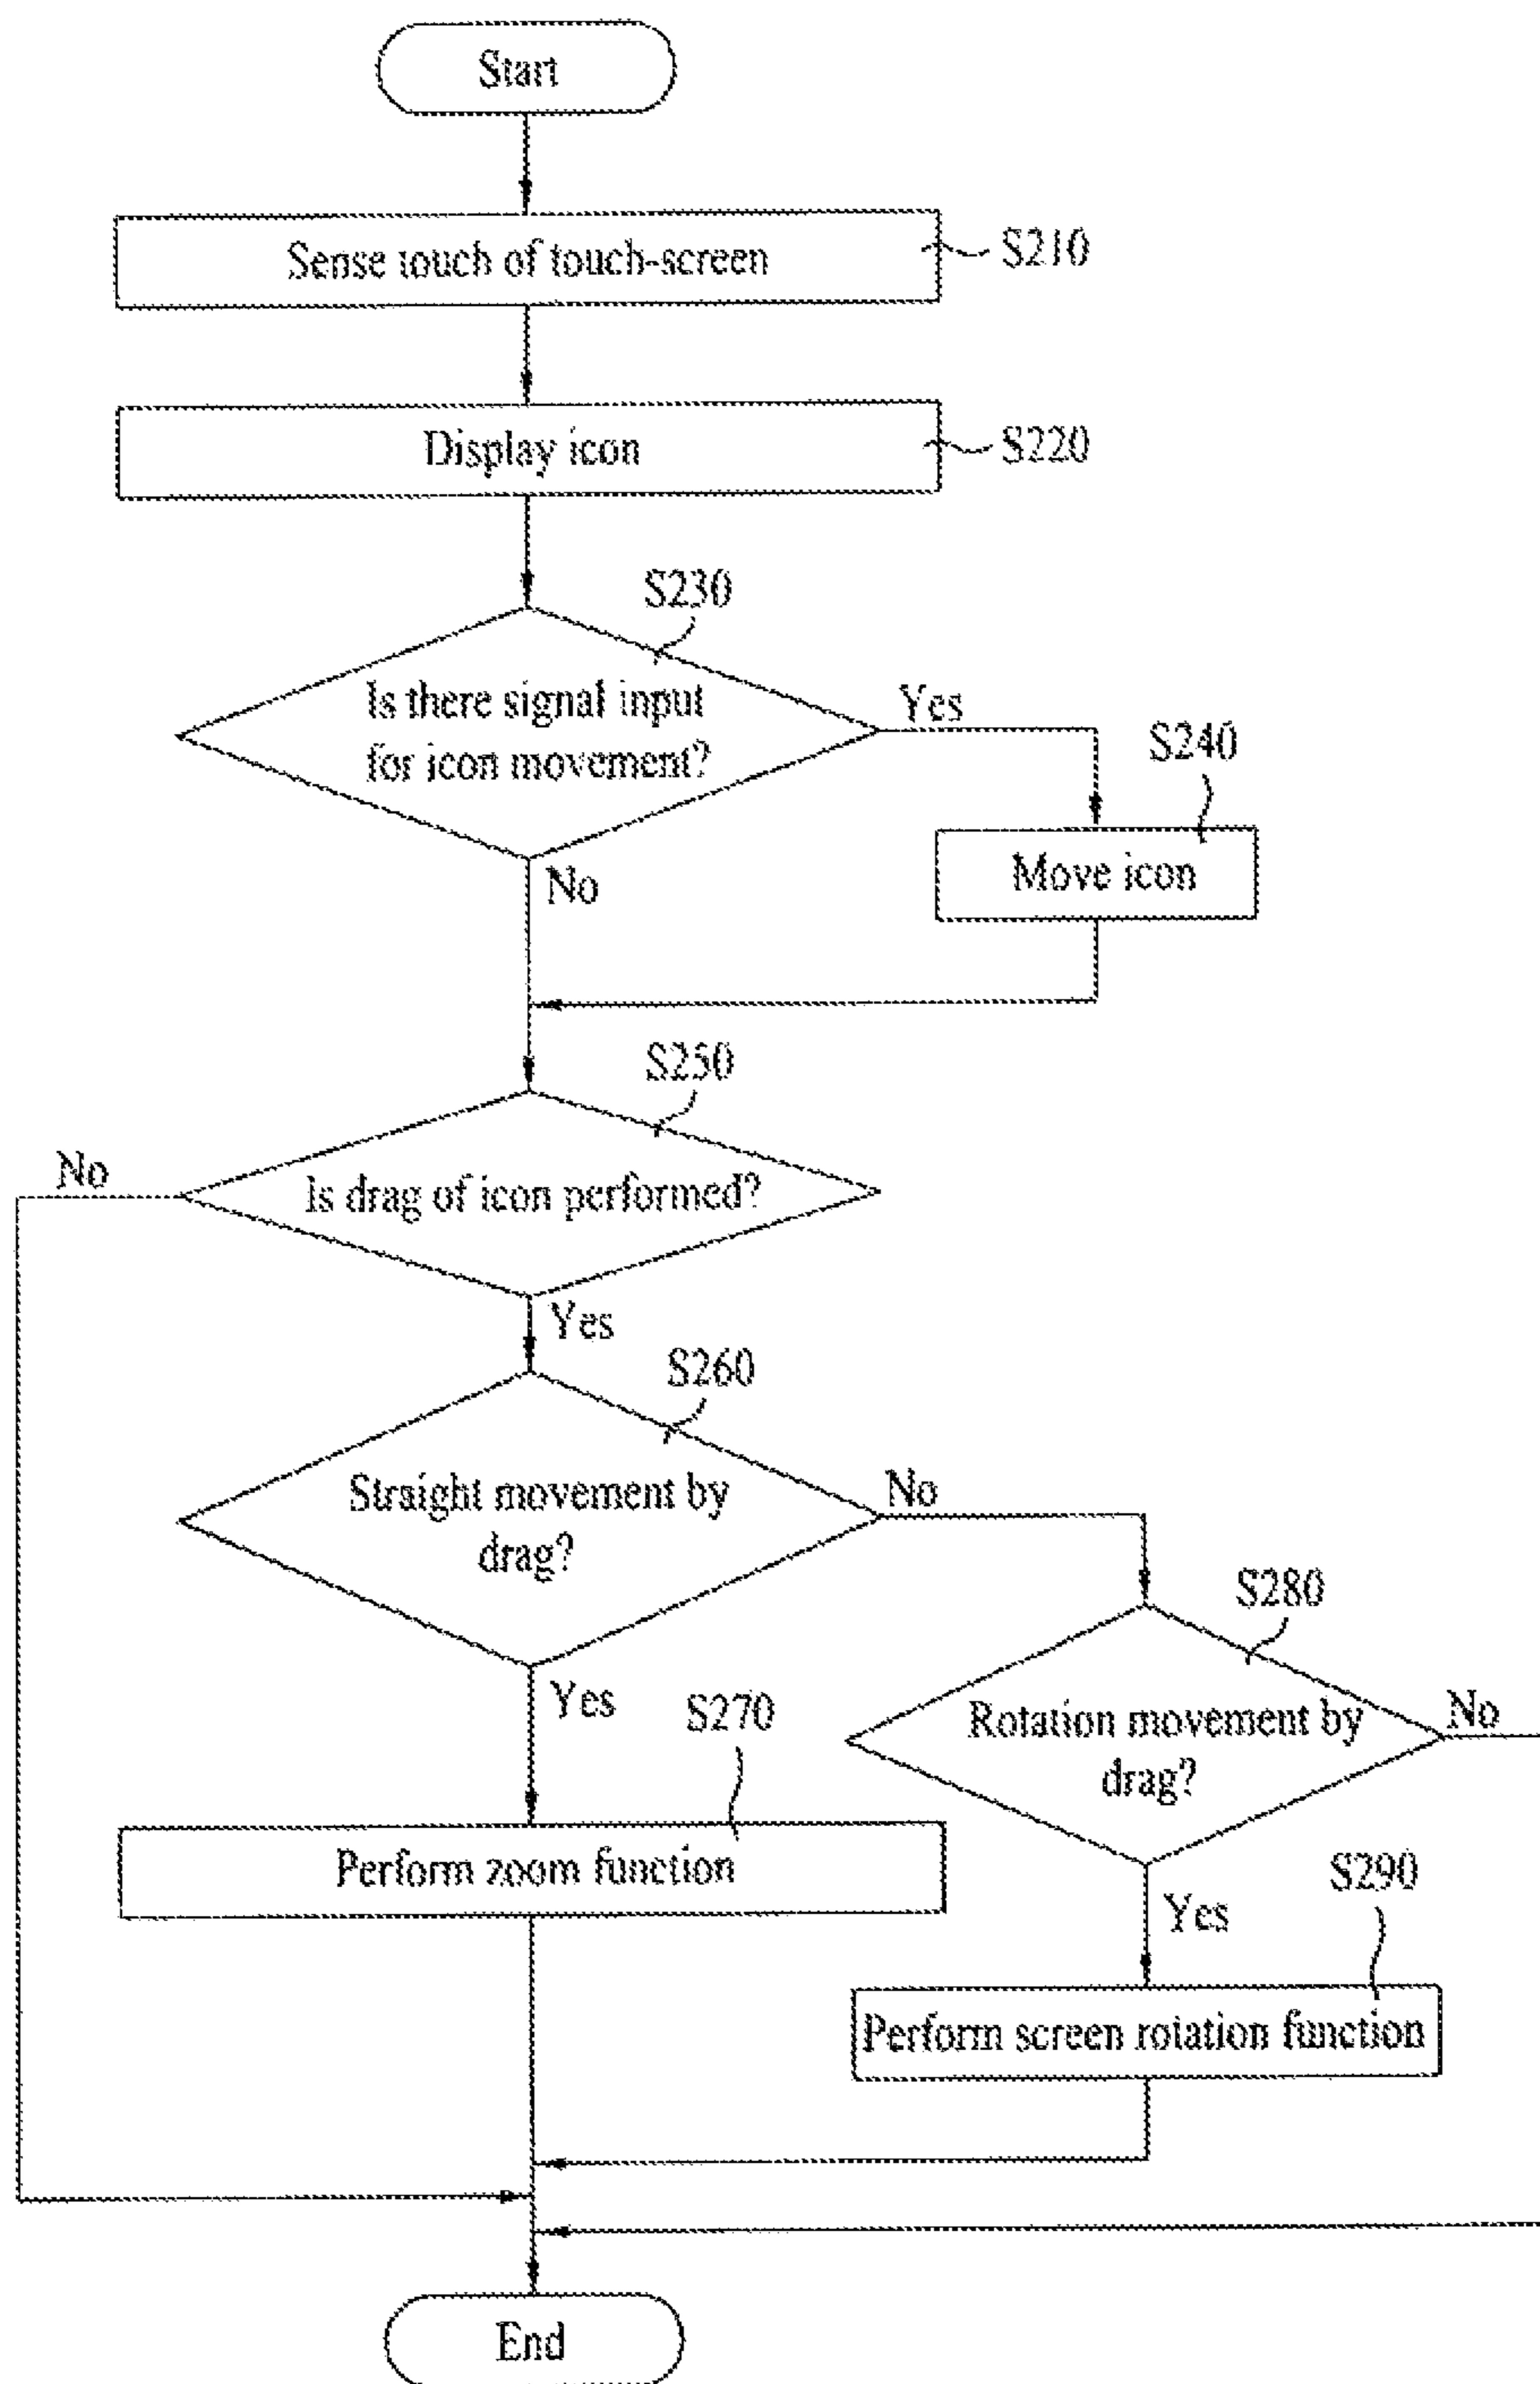 Start
Sense touch of touch-screen
S210
Display icon
S220
S230
Is there signal input
for icon movement?
Yes
S240
Move icon
No
S250
No
Is drag of icon performed?
Yes
S260
Straight movement by
drag?
No
S280
Rotation movement by
drag?
No
Yes
S270
Perform zoom function
Yes
S290
Perform screen rotation function
End